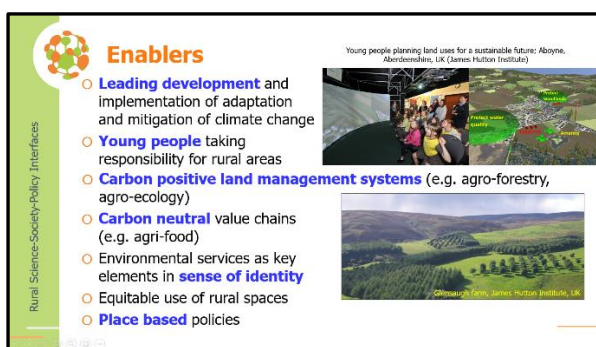 Rural Science-Society-Policy Interfaces
Enablers
Leading development and
implementation of adaptation
and mitigation of climate change
Young people taking
responsibility for rural areas
Carbon positive land management systems (e.g. agro-forestry,
agro-ecology)
Carbon neutral value chains
(e.g. agri-food)
Environmental services as key
elements in sense of identity
Equitable use of rural spaces
Place based policies
Young people planning land uses for a sustainable future; Aboyne,
Aberdeenshire, UK (James Hutton Institute)
Protect water
quality
Amenity
Glensaugh farm, James Hutton Institute, UK